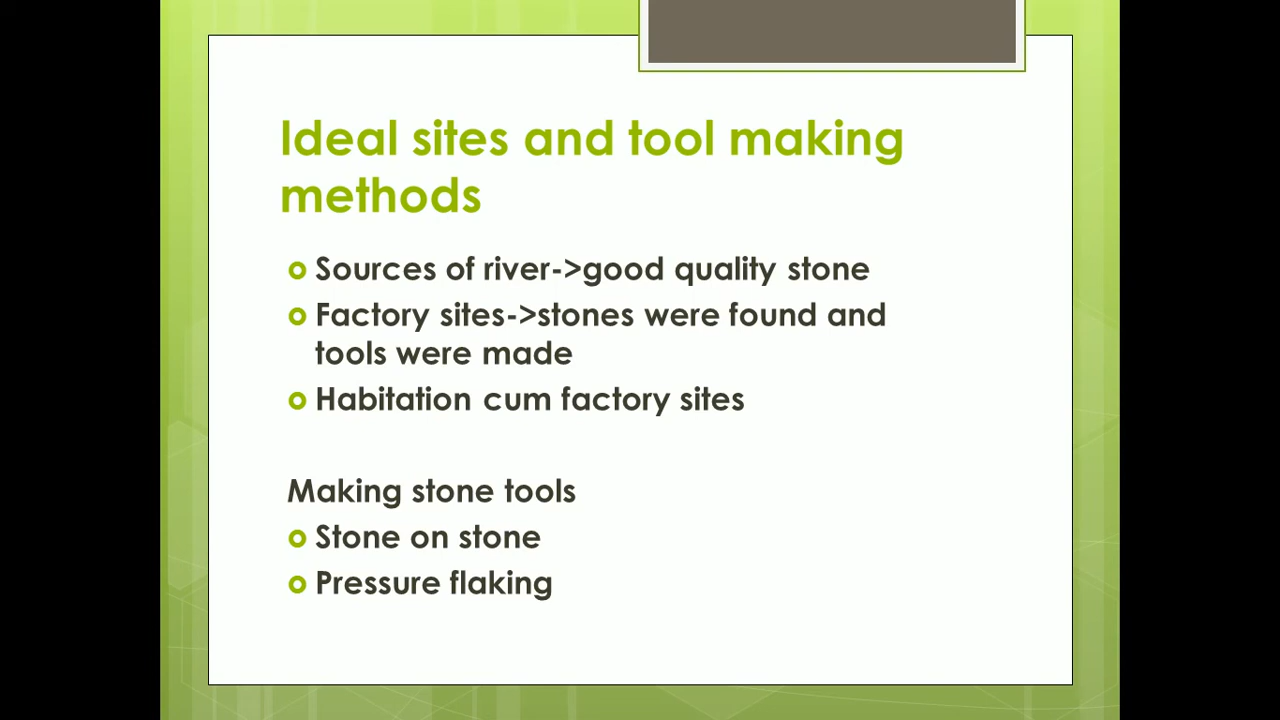 Ideal sites and tool making
methods
Sources of river->good quality stone
Factory sites->stones were found and
tools were made
Habitation cum factory sites
Making stone tools
Stone on stone
Pressure flaking